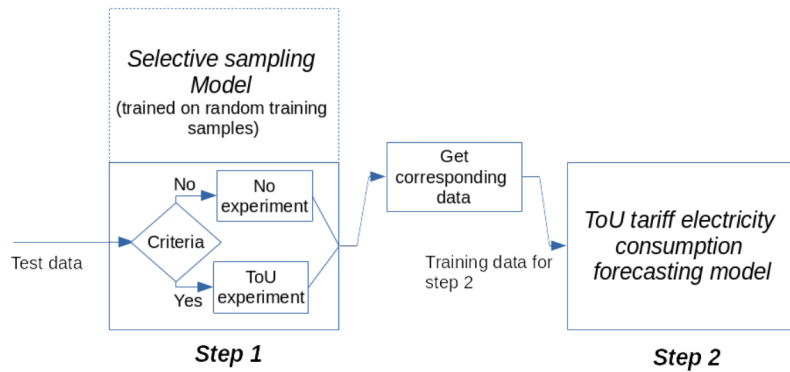 Selective sampling
Model
(trained on random training
samples)
No
No
experiment
Criteria
Test data
Yes
ToU
experiment
Step 1
Get
corresponding
data
Training data for
step 2
ToU tariff electricity
consumption
forecasting model
Step 2